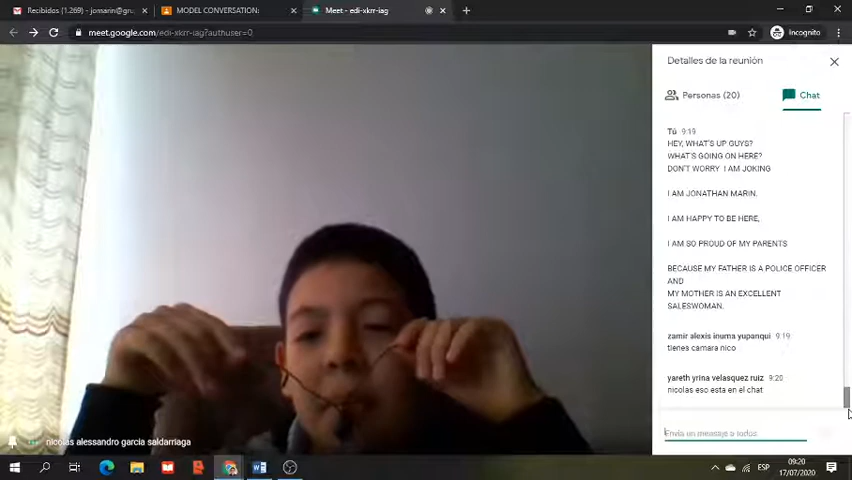 Recibidos (1.269) - jomarin@gru
MODEL CONVERSATION:
Meet - edi-xkrr-iag
meet.google.com/edi-xkrr-iag?authuser=0
Incognito
Detalles de la reunión
Personas (20)
Chat
Tú 9:19
HEY, WHAT'S UP GUYS?
WHAT'S GOING ON HERE?
DON'T WORRY I AM JOKING
I AM JONATHAN MARIN.
I AM HAPPY TO BE HERE,
I AM SO PROUD OF MY PARENTS
BECAUSE MY FATHER IS A POLICE OFFICER
AND
MY MOTHER IS AN EXCELLENT
SALESWOMAN.
zamir alexis inuma yupanqui 9:19
tienes camara nico
yareth yrina velasquez ruiz 9:20
nicolas eso esta en el chat
Envía un mensaje a todos
nicolas alessandro garcia saldarriaga
ESP
09:20
17/07/2020